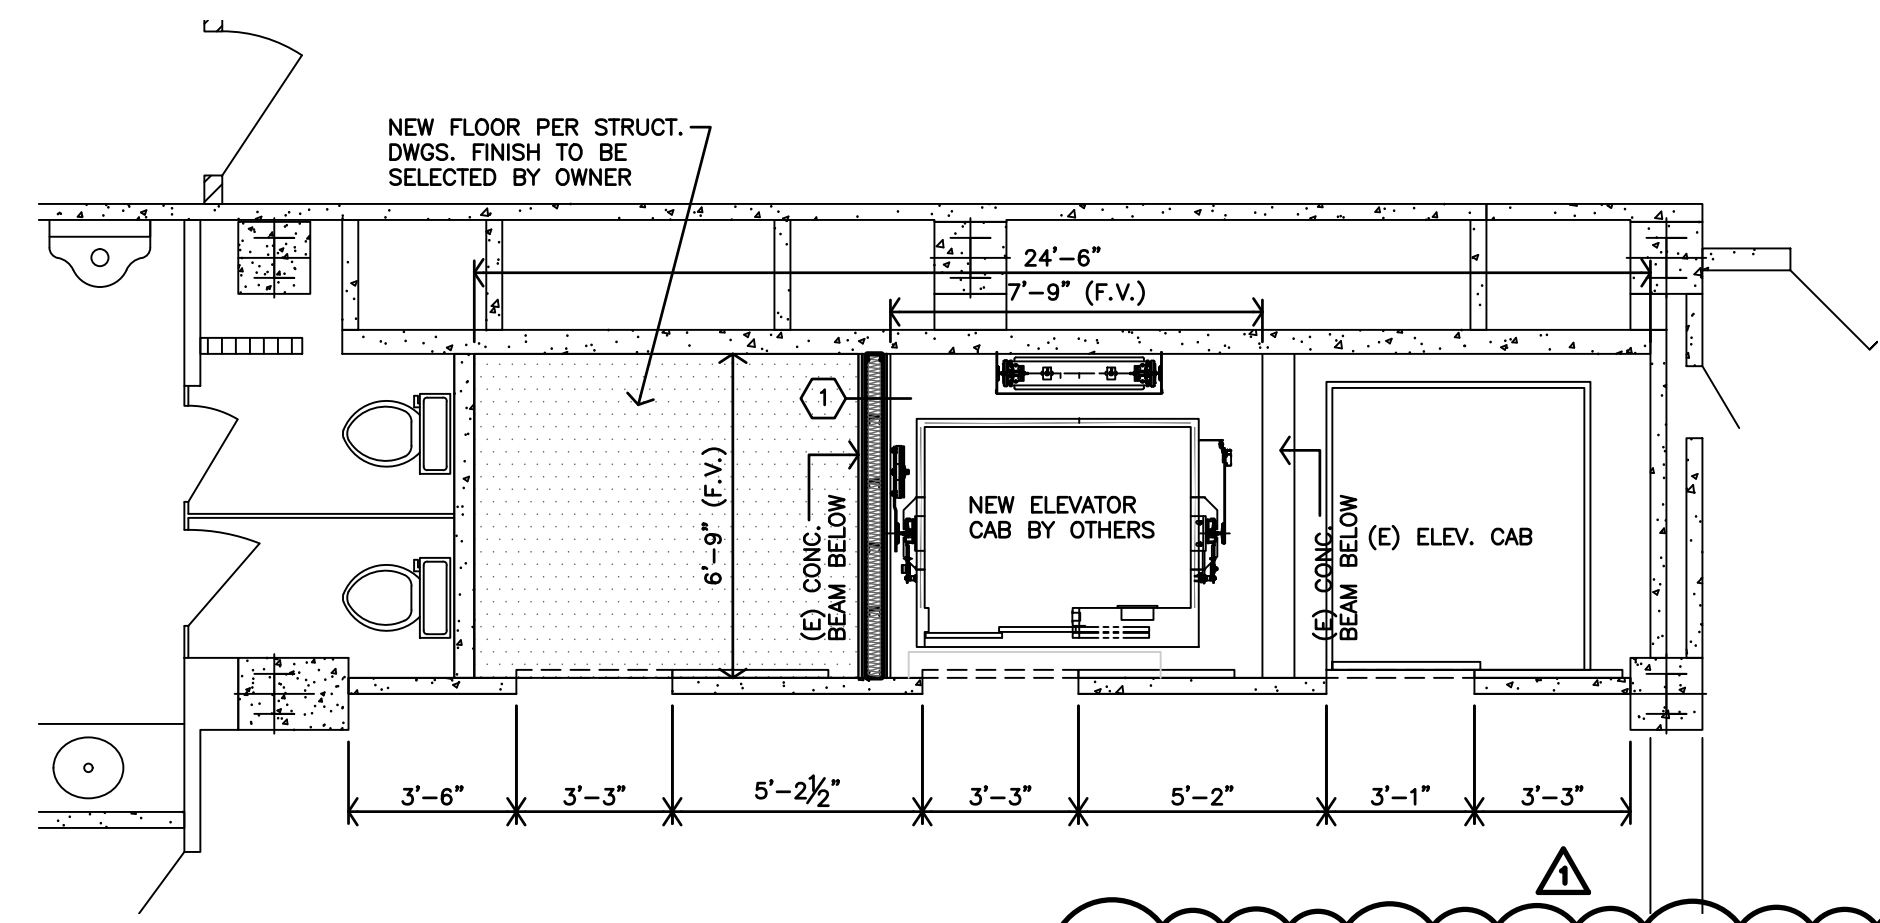 NEW FLOOR PER STRUCT.
DWGS. FINISH TO BE
SELECTED BY OWNER
24'-6"
7'-9" (F.V.)
1
6'-9" (F.V.)
(E) CONC.
BEAM BELOW
NEW ELEVATOR
CAB BY OTHERS
(E) CONC.
BEAM BELOW
(E) ELEV. CAB
3'-6"
3'-3"
5'-2½"
3'-3"
5'-2"
3'-1"
3'-3"
1